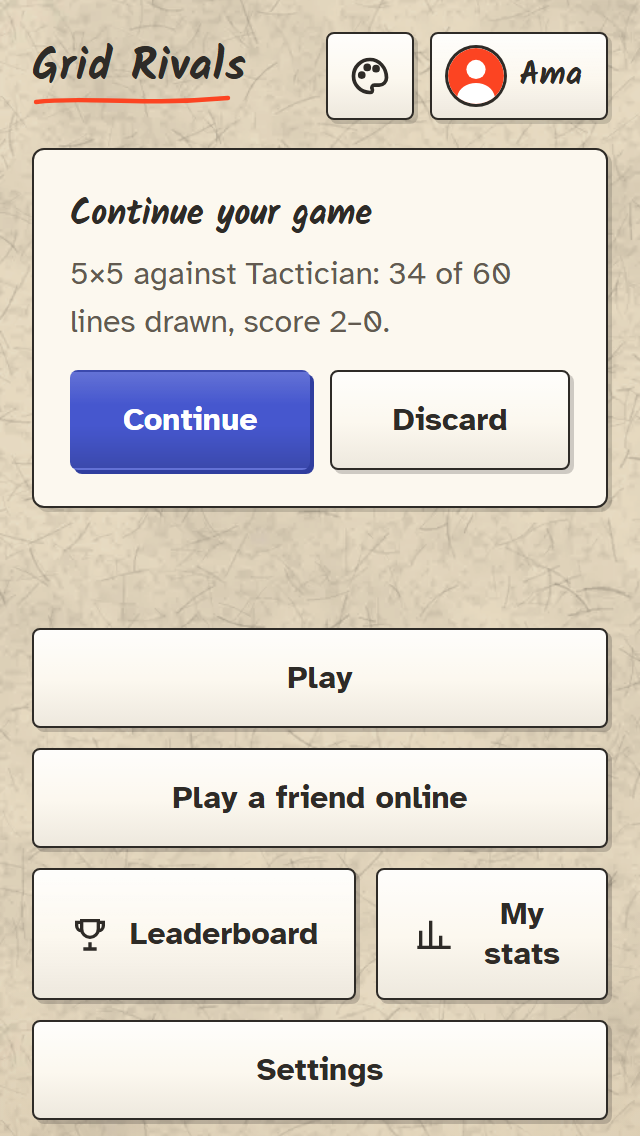 Grid Rivals
Ama
Continue your game
5×5 against Tactician: 34 of 60
lines drawn, score 2–0.
Continue
Discard
Play
Play a friend online
Leaderboard
My
stats
Settings